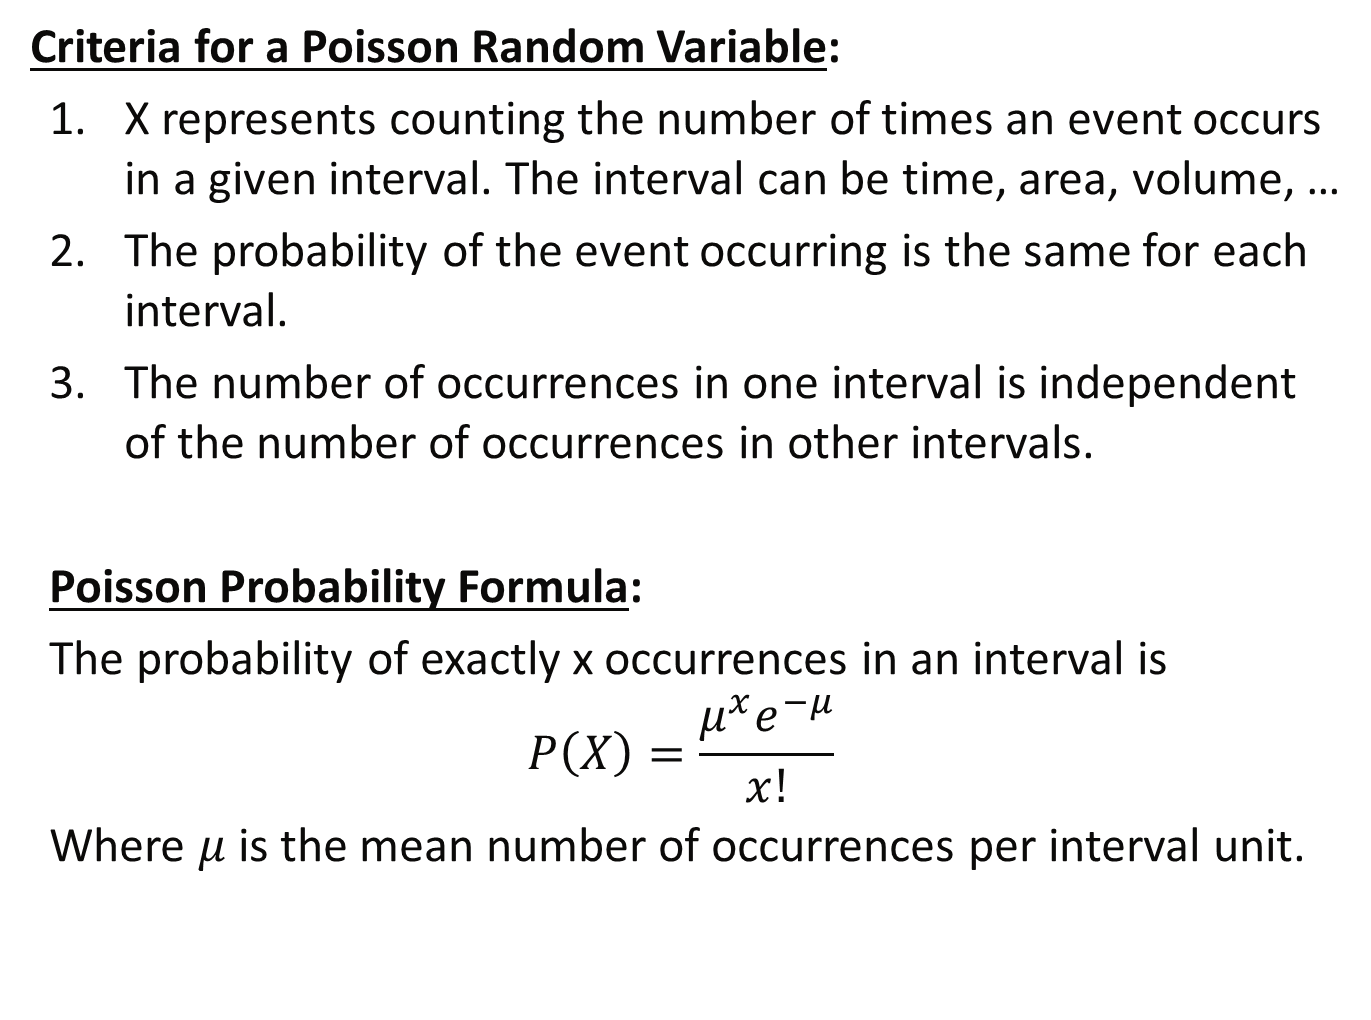 Criteria for a Poisson Random Variable:
1. X represents counting the number of times an event occurs
in a given interval. The interval can be time, area, volume, …
2. The probability of the event occurring is the same for each
interval.
3. The number of occurrences in one interval is independent
of the number of occurrences in other intervals.
Poisson Probability Formula:
The probability of exactly x occurrences in an interval is
𝑃(𝑋) = 𝜇^𝑥 𝑒^−𝜇 / 𝑥!
Where 𝜇 is the mean number of occurrences per interval unit.